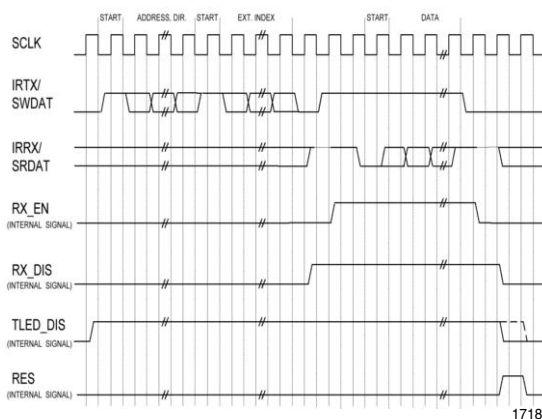 START ADDRESS, DIR. START EXT. INDEX START DATA
SCLK
IRTX/
SWDAT
IRRX/
SRDAT
RX_EN
(INTERNAL SIGNAL)
RX_DIS
(INTERNAL SIGNAL)
TLED_DIS
(INTERNAL SIGNAL)
RES
(INTERNAL SIGNAL)
1718